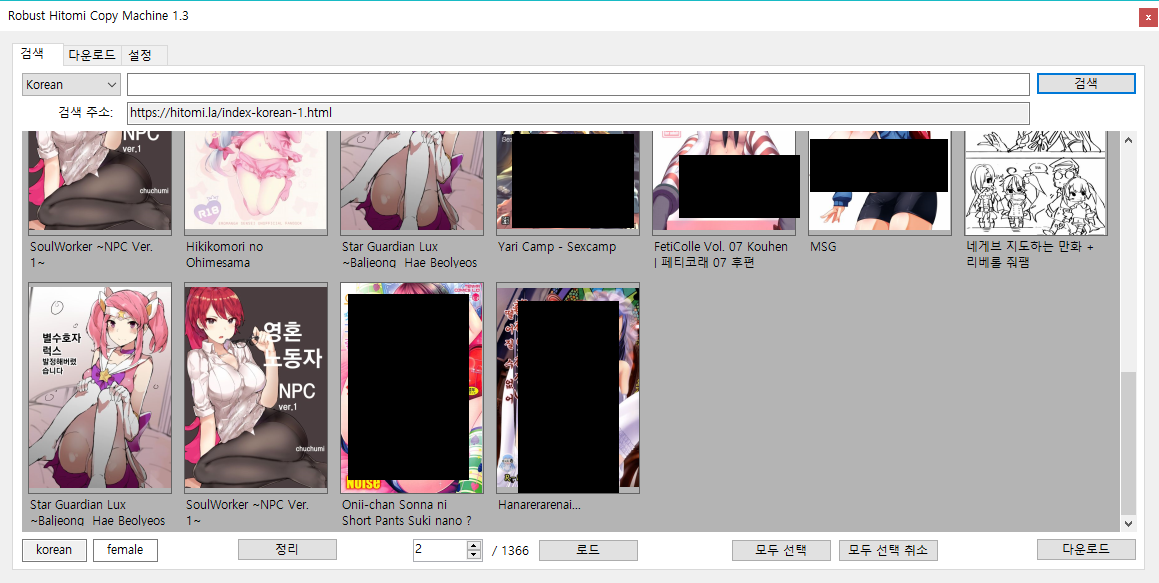 Robust Hitomi Copy Machine 1.3
x
검색
다운로드
설정
Korean
검색
검색 주소:
https://hitomi.la/index-korean-1.html
NPC
ver.1
chuchumi
R18
SoulWorker ~NPC Ver.
1~
Hikikomori no
Ohimesama
Star Guardian Lux
~Baljeong_Hae Beolyeos
Yari Camp - Sexcamp
FetiColle Vol. 07 Kouhen
| 페티코래 07 후편
MSG
네게브 지도하는 만화 +
리베롤 줘팸
별수호자
럭스
발정해버렸
습니다
영혼
노동자
NPC
ver.1
chuchumi
Noise
Star Guardian Lux
~Baljeong_Hae Beolyeos
SoulWorker ~NPC Ver.
1~
Onii-chan Sonna ni
Short Pants Suki nano ?
Hanarerarenai...
korean
female
정리
2
/ 1366
로드
모두 선택
모두 선택 취소
다운로드